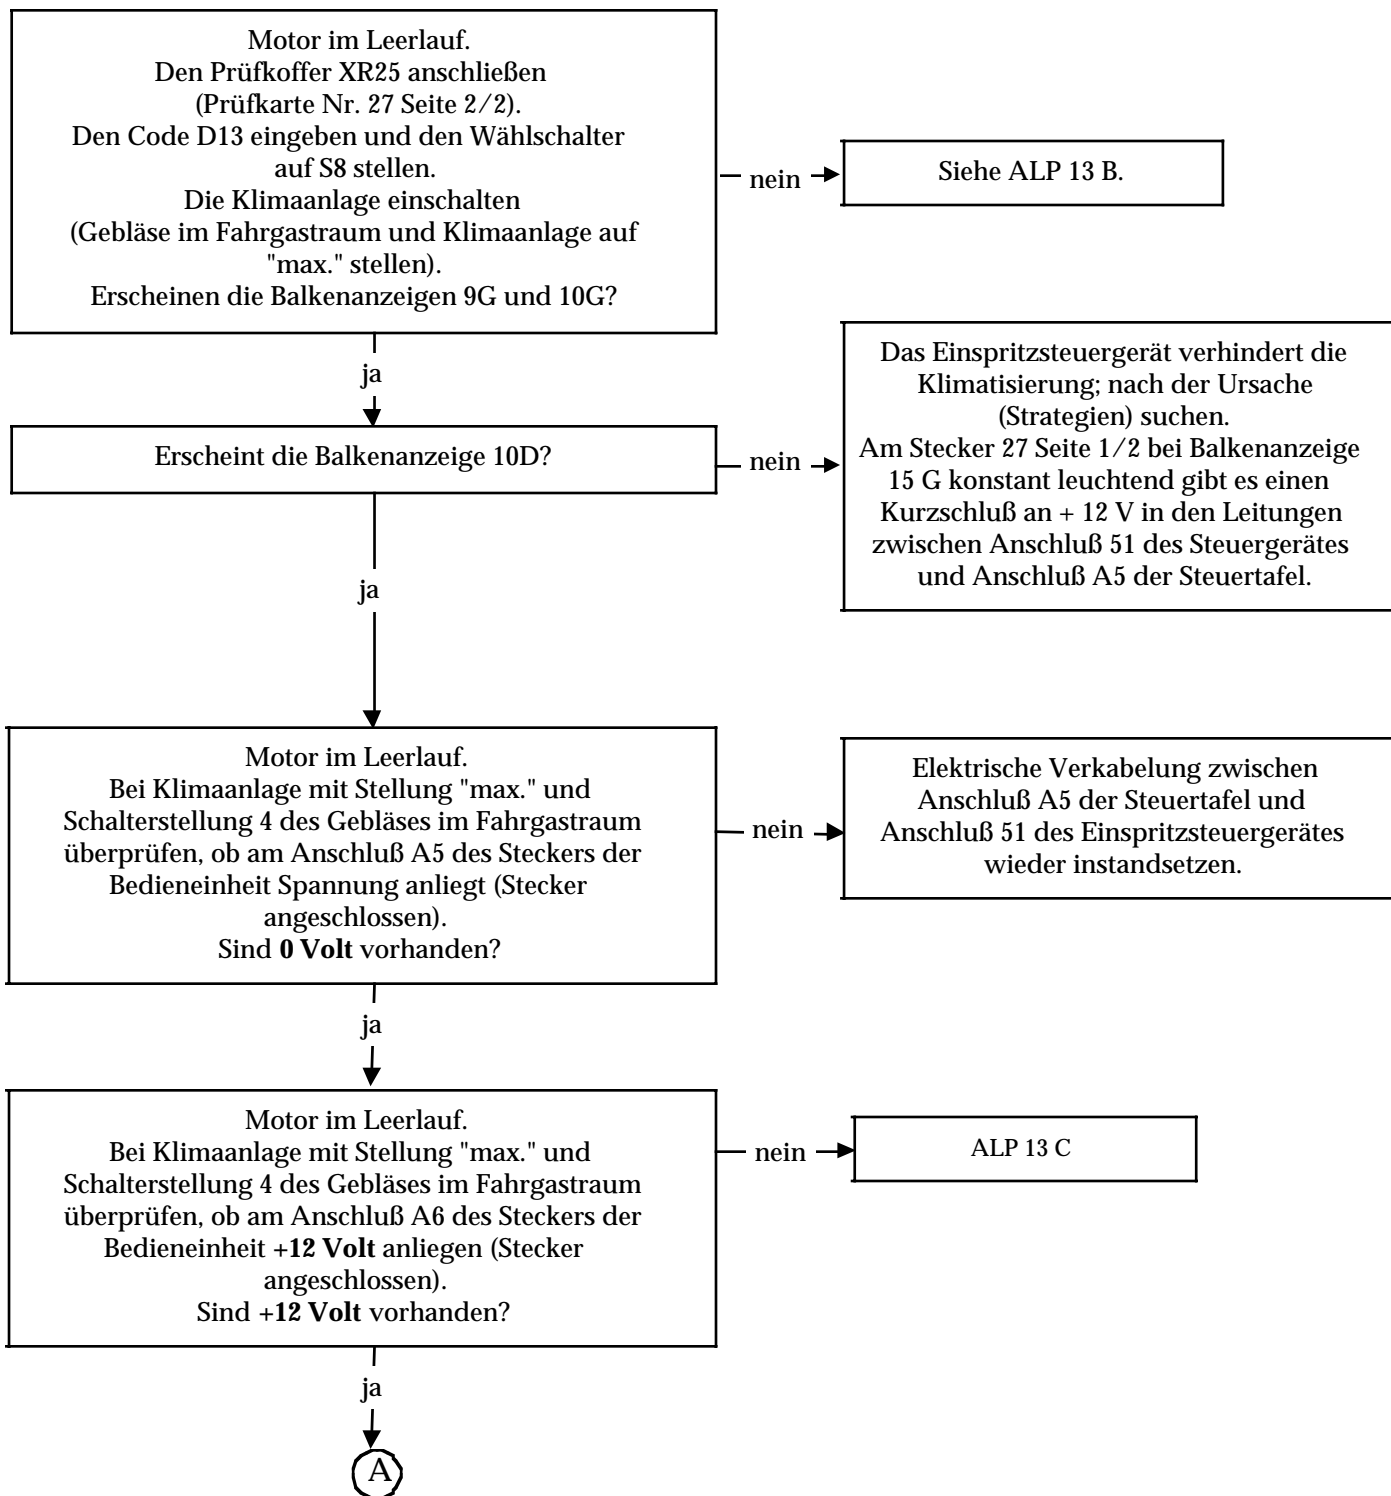 Motor im Leerlauf.
Den Prüfkoffer XR25 anschließen
(Prüfkarte Nr. 27 Seite 2/2).
Den Code D13 eingeben und den Wählschalter
auf S8 stellen.
Die Klimaanlage einschalten
(Gebläse im Fahrgastraum und Klimaanlage auf
"max." stellen).
Erscheinen die Balkenanzeigen 9G und 10G?
nein
Siehe ALP 13 B.
ja
Erscheint die Balkenanzeige 10D?
nein
Das Einspritzsteuergerät verhindert die
Klimatisierung; nach der Ursache
(Strategien) suchen.
Am Stecker 27 Seite 1/2 bei Balkenanzeige
15 G konstant leuchtend gibt es einen
Kurzschluß an + 12 V in den Leitungen
zwischen Anschluß 51 des Steuergerätes
und Anschluß A5 der Steuertafel.
ja
Motor im Leerlauf.
Bei Klimaanlage mit Stellung "max." und
Schalterstellung 4 des Gebläses im Fahrgastraum
überprüfen, ob am Anschluß A5 des Steckers der
Bedieneinheit Spannung anliegt (Stecker
angeschlossen).
Sind 0 Volt vorhanden?
nein
Elektrische Verkabelung zwischen
Anschluß A5 der Steuertafel und
Anschluß 51 des Einspritzsteuergerätes
wieder instandsetzen.
ja
Motor im Leerlauf.
Bei Klimaanlage mit Stellung "max." und
Schalterstellung 4 des Gebläses im Fahrgastraum
überprüfen, ob am Anschluß A6 des Steckers der
Bedieneinheit +12 Volt anliegen (Stecker
angeschlossen).
Sind +12 Volt vorhanden?
nein
ALP 13 C
ja
A